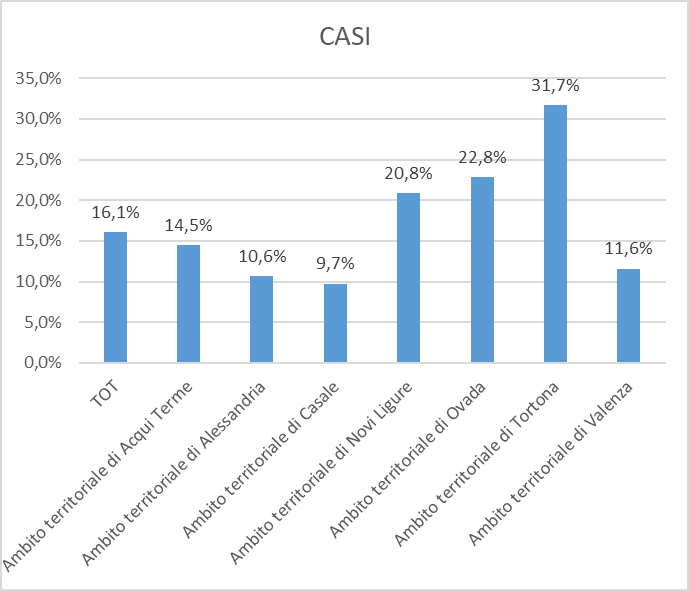 CASI
35,0%
30,0%
25,0%
20,0%
15,0%
10,0%
5,0%
0,0%
16,1%
14,5%
10,6%
9,7%
20,8%
22,8%
31,7%
11,6%
TOT
Ambito territoriale di Acqui Terme
Ambito territoriale di Alessandria
Ambito territoriale di Casale
Ambito territoriale di Novi Ligure
Ambito territoriale di Ovada
Ambito territoriale di Tortona
Ambito territoriale di Valenza